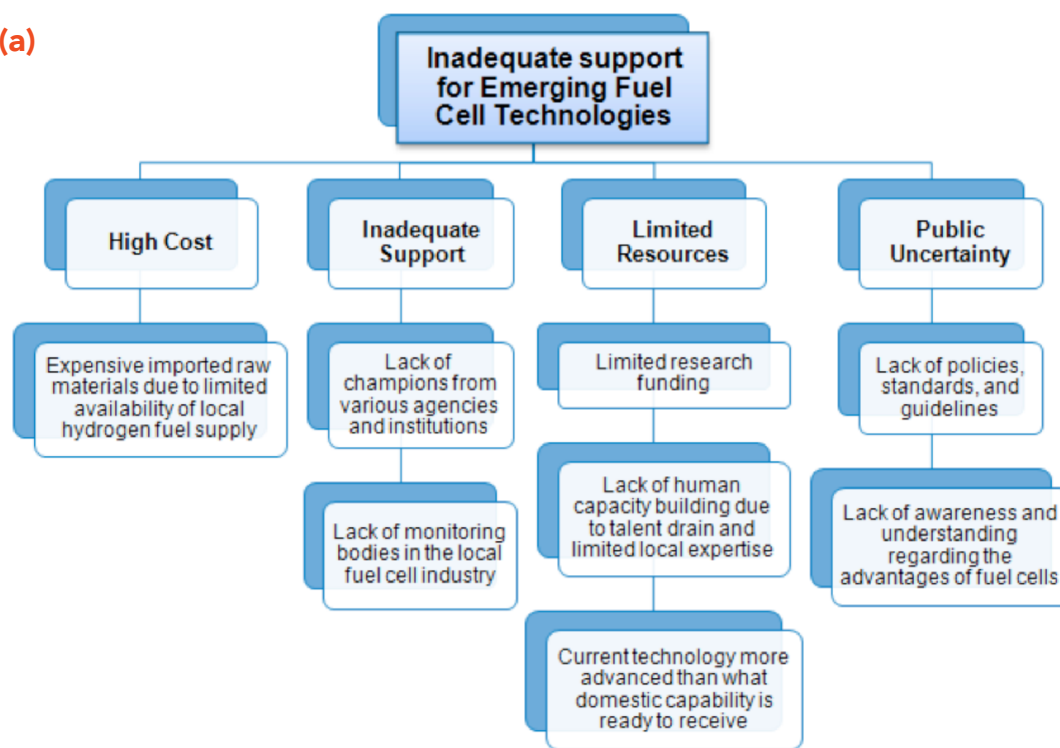 (a)
Inadequate support
for Emerging Fuel
Cell Technologies
High Cost
Expensive imported raw
materials due to limited
availability of local
hydrogen fuel supply
Inadequate
Support
Lack of
champions from
various agencies
and institutions
Lack of monitoring
bodies in the local
fuel cell industry
Limited
Resources
Limited research
funding
Lack of human
capacity building due
to talent drain and
limited local expertise
Current technology more
advanced than what
domestic capability is
ready to receive
Public
Uncertainty
Lack of policies,
standards, and
guidelines
Lack of awareness and
understanding
regarding the
advantages of fuel cells